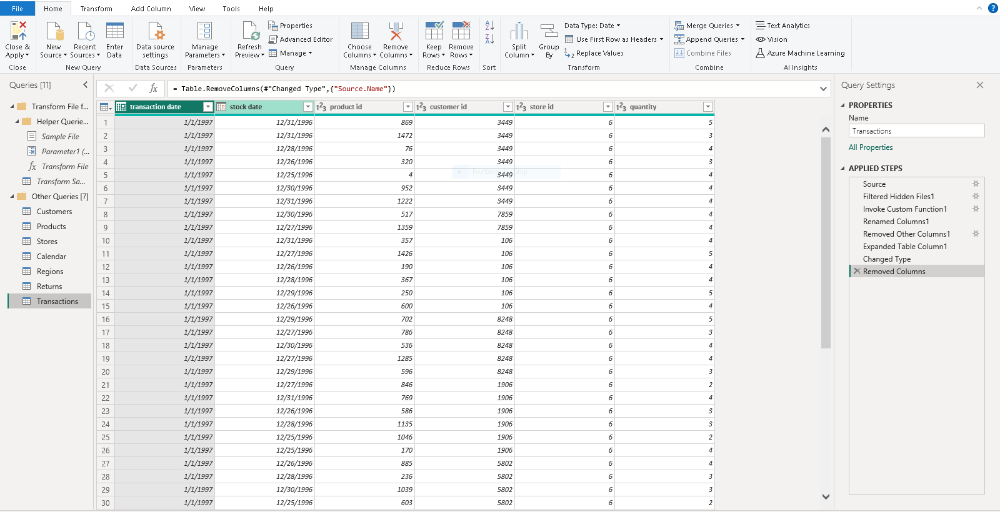 File Home Transform Add Column View Tools Help
Close & Apply
New Source
Recent Sources
Enter Data
Data source settings
Manage Parameters
Refresh Preview
Properties
Advanced Editor
Manage
Choose Columns
Remove Columns
Keep Rows
Remove Rows
A Z
Z A
Split Column
Group By
Data Type: Date
Use First Row as Headers
1 2 Replace Values
Merge Queries
Append Queries
Combine Files
Text Analytics
Vision
Azure Machine Learning
Close New Query Data Sources Parameters Query Manage Columns Reduce Rows Sort Transform Combine AI Insights
Queries [11]
Transform File f...
Helper Querie...
Sample File
Parameter1 (...
fx Transform File
Transform Sa...
Other Queries [7]
Customers
Products
Stores
Calendar
Regions
Returns
Transactions
fx = Table.RemoveColumns(#"Changed Type",{"Source.Name"})
transaction date stock date 123 product id 123 customer id 123 store id 123 quantity
1 1/1/1997 12/31/1996 869 3449 6 5
2 1/1/1997 12/31/1996 1472 3449 6 3
3 1/1/1997 12/28/1996 76 3449 6 4
4 1/1/1997 12/26/1996 320 3449 6 3
5 1/1/1997 12/25/1996 4 3449 6 4
6 1/1/1997 12/30/1996 952 3449 6 4
7 1/1/1997 12/31/1996 1222 3449 6 4
8 1/1/1997 12/30/1996 517 7859 6 4
9 1/1/1997 12/27/1996 1359 7859 6 4
10 1/1/1997 12/31/1996 357 106 6 4
11 1/1/1997 12/27/1996 1426 106 6 5
12 1/1/1997 12/26/1996 190 106 6 4
13 1/1/1997 12/28/1996 367 106 6 4
14 1/1/1997 12/29/1996 250 106 6 5
15 1/1/1997 12/26/1996 600 106 6 4
16 1/1/1997 12/29/1996 702 8248 6 5
17 1/1/1997 12/27/1996 786 8248 6 3
18 1/1/1997 12/30/1996 536 8248 6 4
19 1/1/1997 12/27/1996 1285 8248 6 4
20 1/1/1997 12/29/1996 596 8248 6 3
21 1/1/1997 12/27/1996 846 1906 6 2
22 1/1/1997 12/31/1996 769 1906 6 4
23 1/1/1997 12/26/1996 586 1906 6 3
24 1/1/1997 12/28/1996 1135 1906 6 3
25 1/1/1997 12/25/1996 1046 1906 6 2
26 1/1/1997 12/25/1996 170 1906 6 4
27 1/1/1997 12/26/1996 885 5802 6 4
28 1/1/1997 12/28/1996 236 5802 6 3
29 1/1/1997 12/30/1996 1039 5802 6 3
30 1/1/1997 12/25/1996 603 5802 6 2
Query Settings
PROPERTIES
Name
Transactions
All Properties
APPLIED STEPS
Source
Filtered Hidden Files1
Invoke Custom Function1
Renamed Columns1
Removed Other Columns1
Expanded Table Column1
Changed Type
Removed Columns